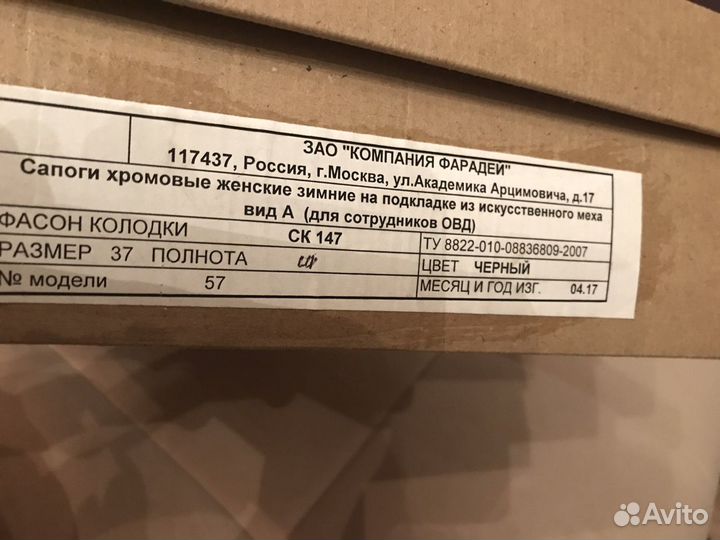 ЗАО "КОМПАНИЯ ФАРАДЕЙ"
117437, Россия, г.Москва, ул.Академика Арцимовича, д.17
Сапоги хромовые женские зимние на подкладке из искусственного меха
вид А (для сотрудников ОВД)
ФАСОН КОЛОДКИ СК 147 ТУ 8822-010-08836809-2007
РАЗМЕР 37 ПОЛНОТА ЦВЕТ ЧЕРНЫЙ
№ модели 57 МЕСЯЦ И ГОД ИЗГ. 04.17
Avito